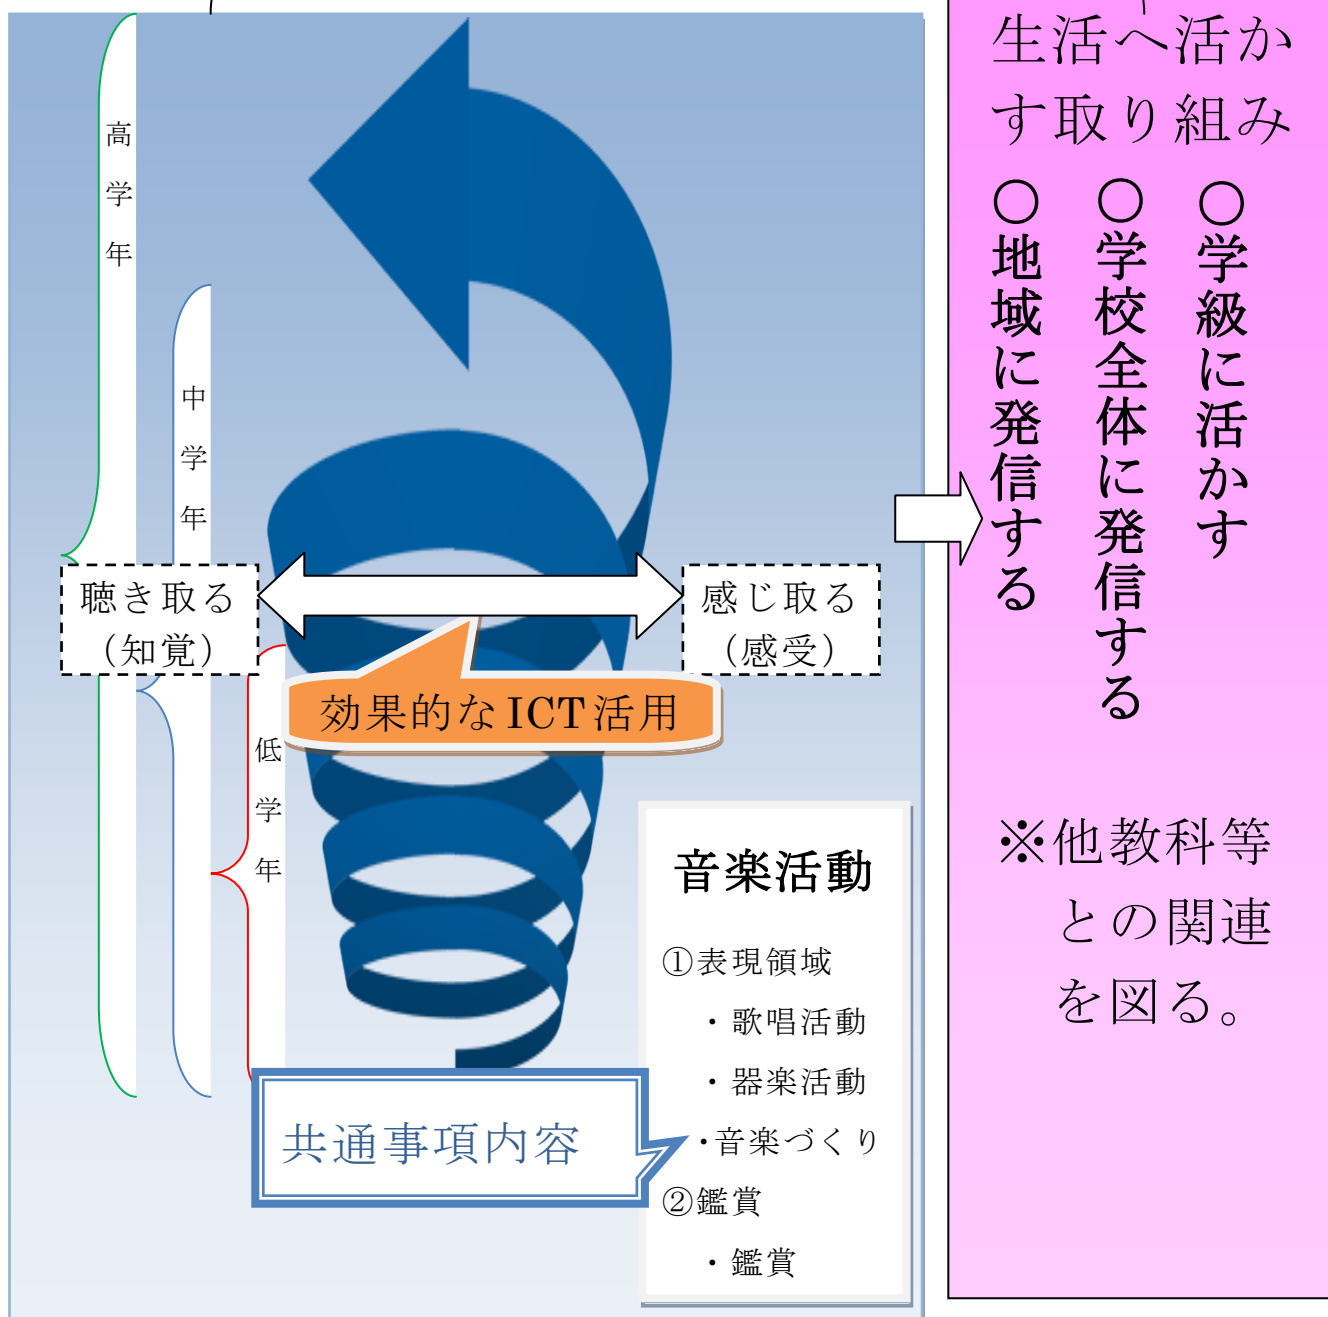 高学年
中学年
低学年
聴き取る
（知覚）
感じ取る
（感受）
効果的なICT活用
共通事項内容
音楽活動
①表現領域
・歌唱活動
・器楽活動
・音楽づくり
②鑑賞
・鑑賞
生活へ活か
す取り組み
○学級に活かす
○学校全体に発信する
○地域に発信する
※他教科等
との関連
を図る。